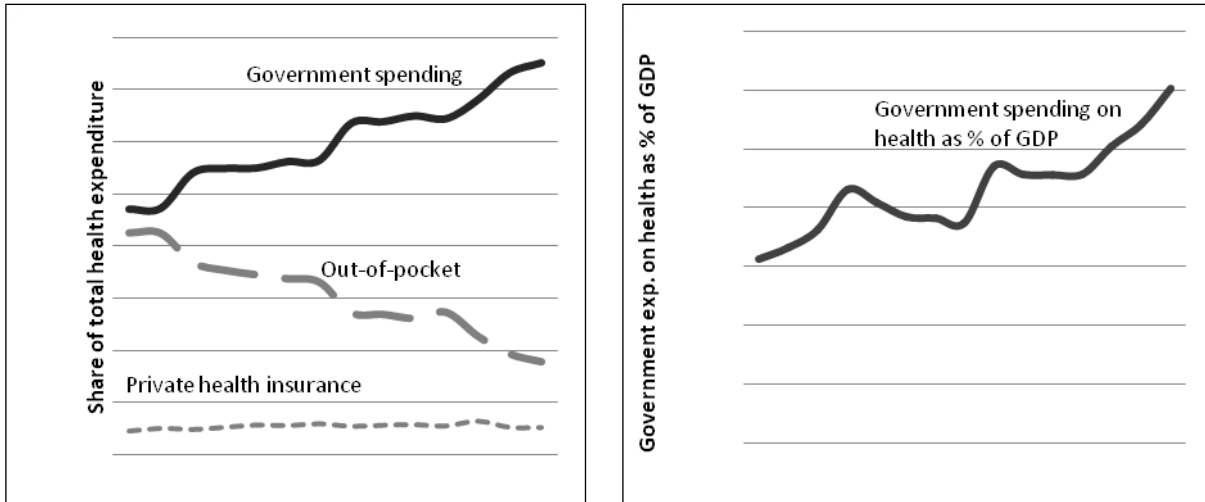 Share of total health expenditure
Government spending
Out-of-pocket
Private health insurance
Government exp. on health as % of GDP
Government spending on
health as % of GDP